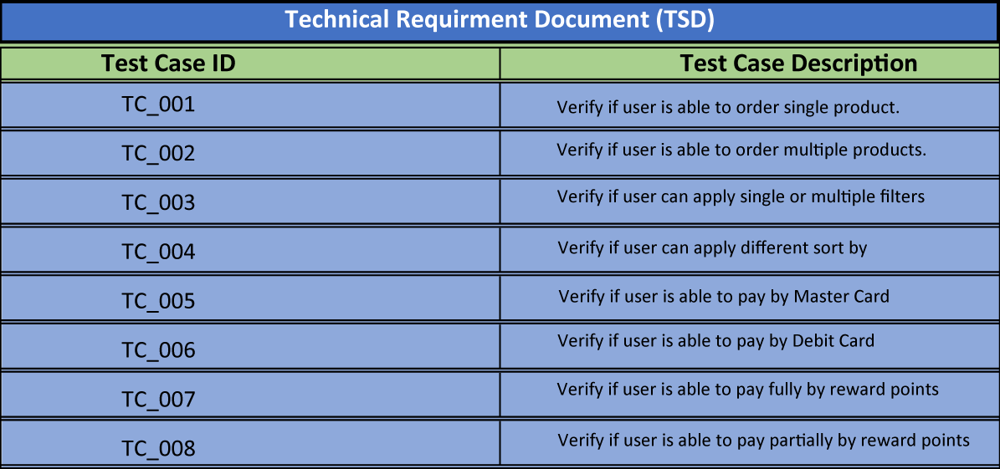 Technical Requirment Document (TSD)
Test Case ID Test Case Description
TC_001 Verify if user is able to order single product.
TC_002 Verify if user is able to order multiple products.
TC_003 Verify if user can apply single or multiple filters
TC_004 Verify if user can apply different sort by
TC_005 Verify if user is able to pay by Master Card
TC_006 Verify if user is able to pay by Debit Card
TC_007 Verify if user is able to pay fully by reward points
TC_008 Verify if user is able to pay partially by reward points